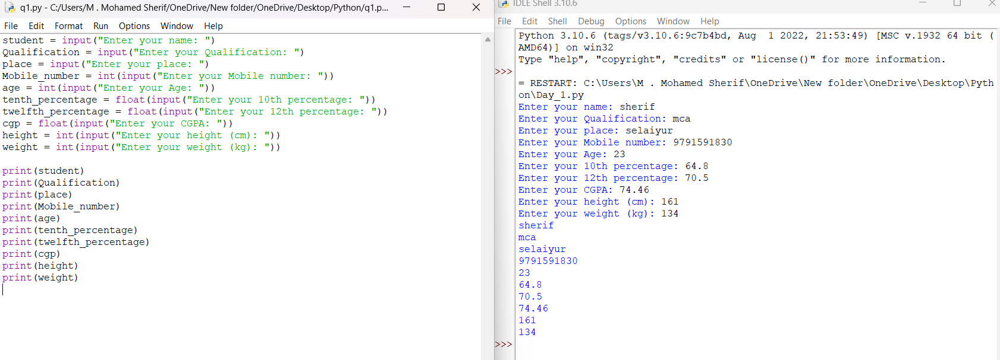 q1.py - C:/Users/M . Mohamed Sherif/OneDrive/New folder/OneDrive/Desktop/Python/q1.p...
File Edit Format Run Options Window Help
student = input("Enter your name: ")
Qualification = input("Enter your Qualification: ")
place = input("Enter your place: ")
Mobile_number = int(input("Enter your Mobile number: "))
age = int(input("Enter your Age: "))
tenth_percentage = float(input("Enter your 10th percentage: "))
twelfth_percentage = float(input("Enter your 12th percentage: "))
cgp = float(input("Enter your CGPA: "))
height = int(input("Enter your height (cm): "))
weight = int(input("Enter your weight (kg): "))
print(student)
print(Qualification)
print(place)
print(Mobile_number)
print(age)
print(tenth_percentage)
print(twelfth_percentage)
print(cgp)
print(height)
print(weight)
IDLE Shell 3.10.6
File Edit Shell Debug Options Window Help
Python 3.10.6 (tags/v3.10.6:9c7b4bd, Aug  1 2022, 21:53:49) [MSC v.1932 64 bit (
AMD64)] on win32
Type "help", "copyright", "credits" or "license()" for more information.
>>>
= RESTART: C:\Users\M . Mohamed Sherif\OneDrive\New folder\OneDrive\Desktop\Pyth
on\Day_1.py
Enter your name: sherif
Enter your Qualification: mca
Enter your place: selaiyur
Enter your Mobile number: 9791591830
Enter your Age: 23
Enter your 10th percentage: 64.8
Enter your 12th percentage: 70.5
Enter your CGPA: 74.46
Enter your height (cm): 161
Enter your weight (kg): 134
sherif
mca
selaiyur
9791591830
23
64.8
70.5
74.46
161
134
>>>